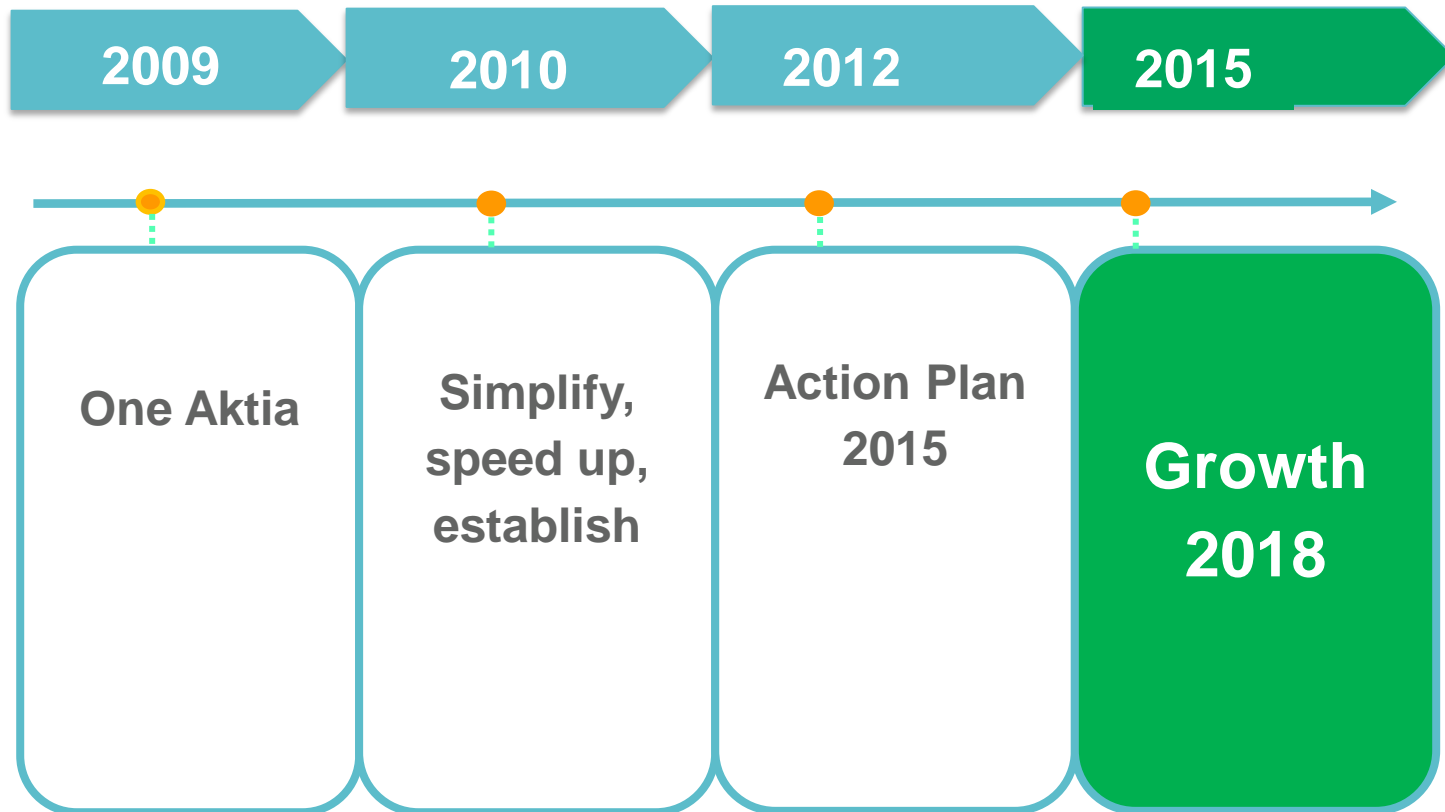 2009
2010
2012
2015
One Aktia
Simplify,
speed up,
establish
Action Plan
2015
Growth
2018